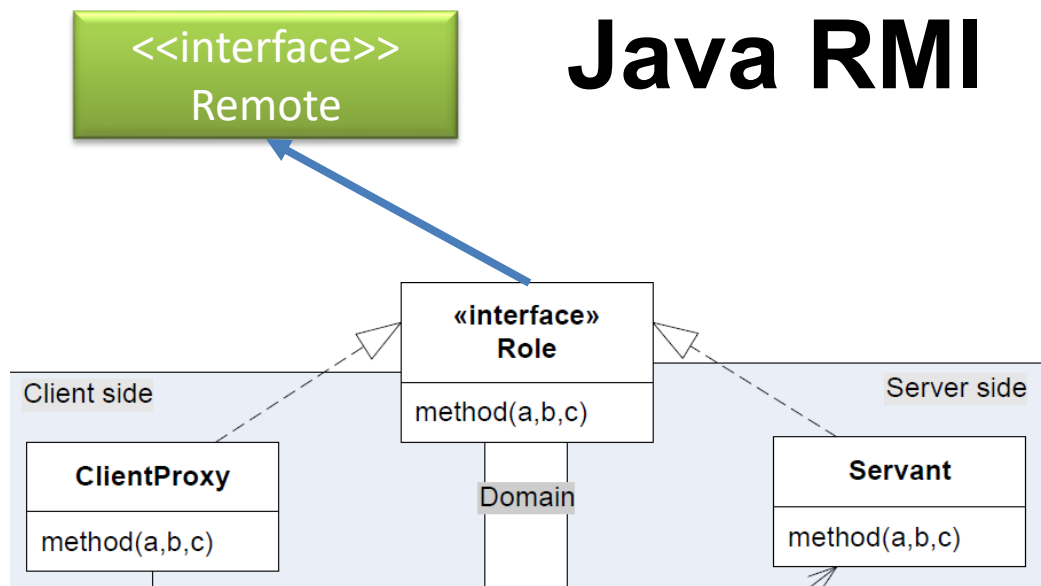 <<interface>>
Remote
Java RMI
«interface»
Role
method(a,b,c)
Client side
Server side
ClientProxy
method(a,b,c)
Domain
Servant
method(a,b,c)